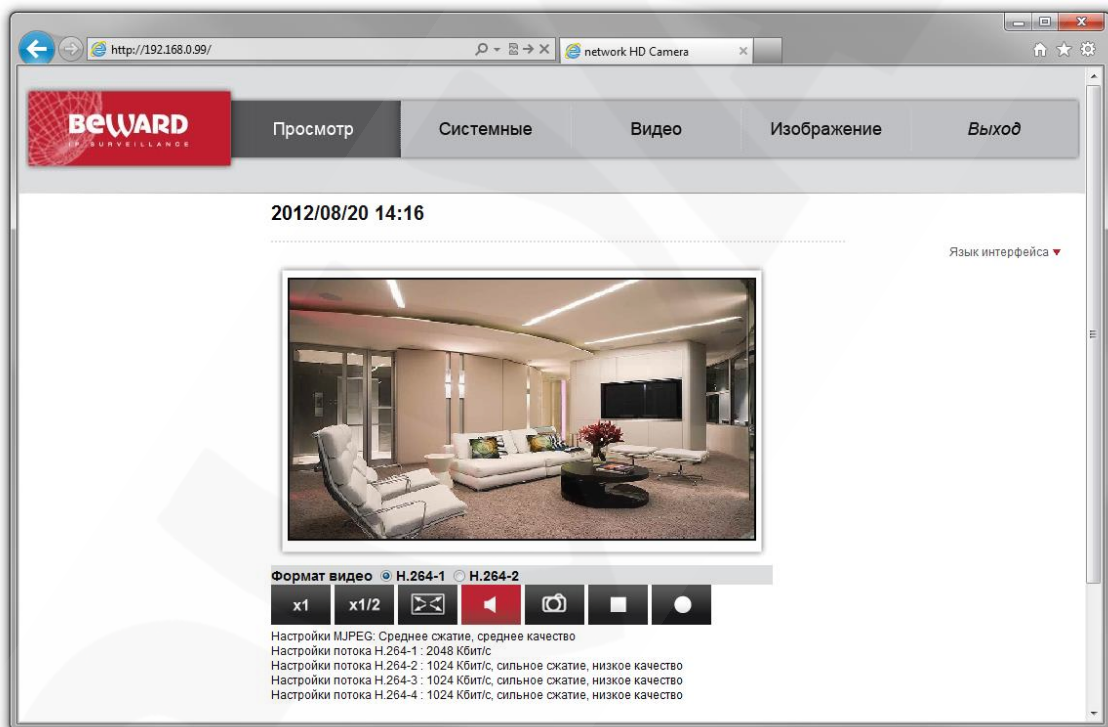 http://192.168.0.99/
network HD Camera
BEWARD
IP SURVEILLANCE
Просмотр
Системные
Видео
Изображение
Выход
2012/08/20 14:16
Язык интерфейса
Формат видео H.264-1 H.264-2
x1 x1/2
Настройки MJPEG: Среднее сжатие, среднее качество
Настройки потока H.264-1 : 2048 Кбит/с
Настройки потока H.264-2 : 1024 Кбит/с, сильное сжатие, низкое качество
Настройки потока H.264-3 : 1024 Кбит/с, сильное сжатие, низкое качество
Настройки потока H.264-4 : 1024 Кбит/с, сильное сжатие, низкое качество